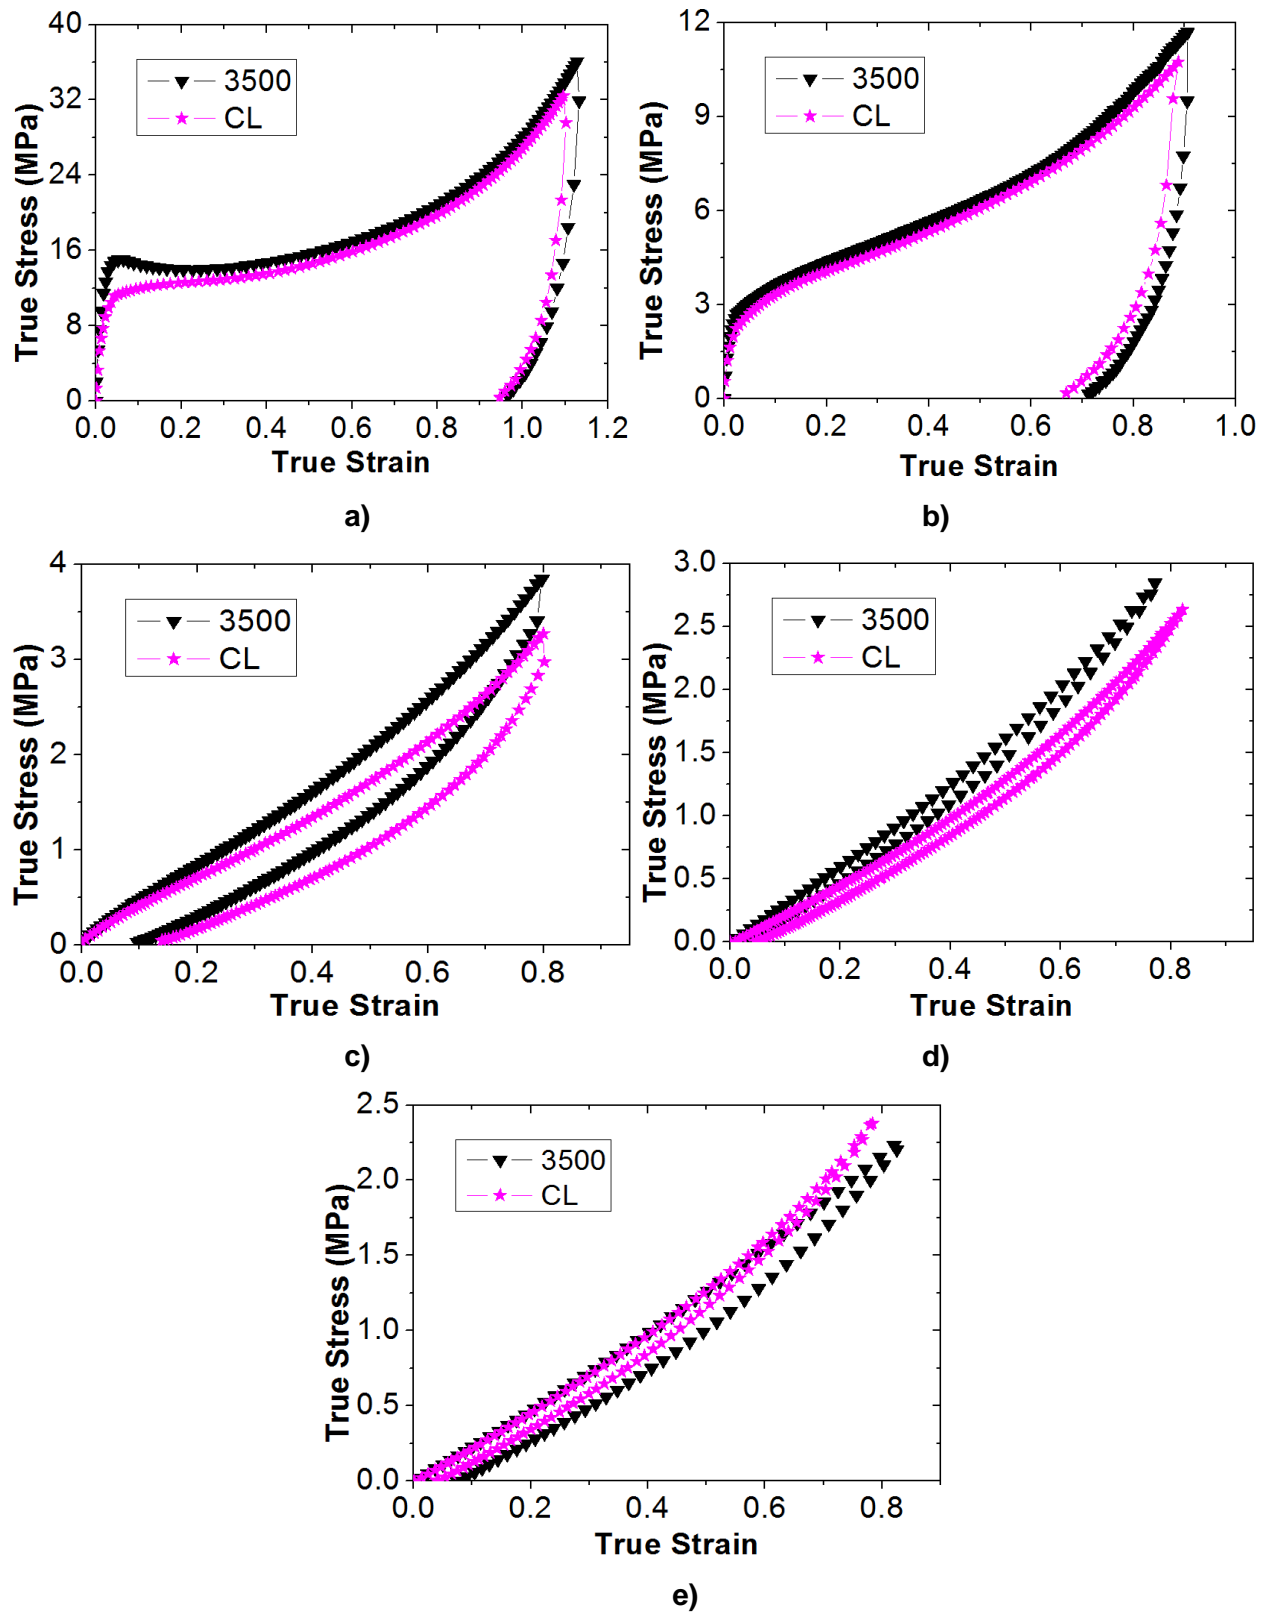 40
32
24
16
8
0
True Stress (MPa)
3500
CL
0.0 0.2 0.4 0.6 0.8 1.0 1.2
True Strain
a)
12
9
6
3
0
True Stress (MPa)
3500
CL
0.2 0.4 0.6 0.8 1.0
True Strain
b)
4
3
2
1
0
True Stress (MPa)
3500
CL
0.0 0.2 0.4 0.6 0.8
True Strain
c)
3.0
2.5
2.0
1.5
1.0
0.5
0.0
True Stress (MPa)
3500
CL
0.0 0.2 0.4 0.6 0.8
True Strain
d)
2.5
2.0
1.5
1.0
0.5
0.0
True Stress (MPa)
3500
CL
0.0 0.2 0.4 0.6 0.8
True Strain
e)